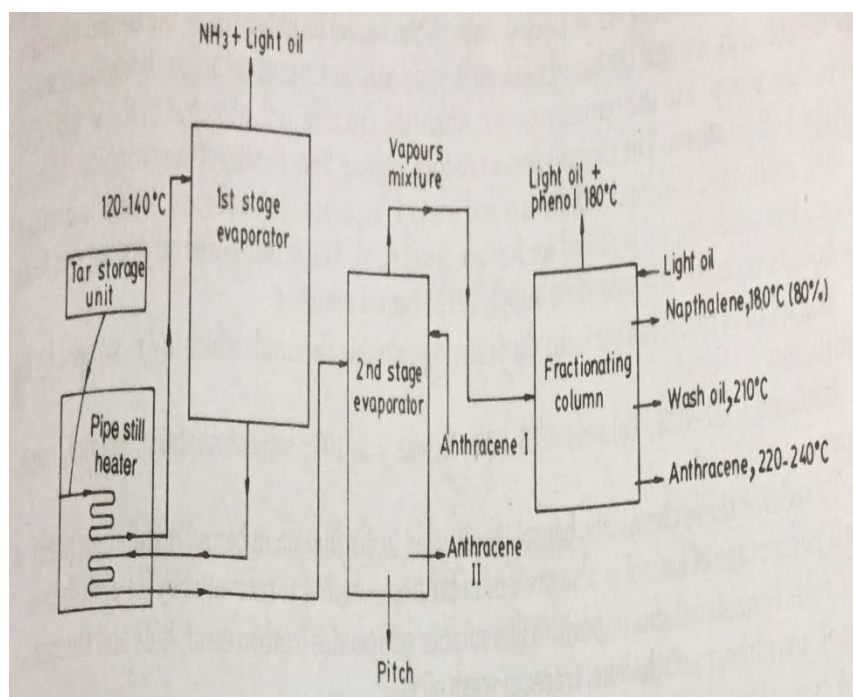 NH3 + Light oil
120-140°C
1st stage
evaporator
Tar storage
unit
Pipe still
heater
Vapours
mixture
2nd stage
evaporator
Anthracene I
Anthracene
II
Pitch
Light oil +
phenol 180°C
Light oil
Napthalene, 180°C (80%)
Fractionating
column
Wash oil, 210°C
Anthracene, 220-240°C